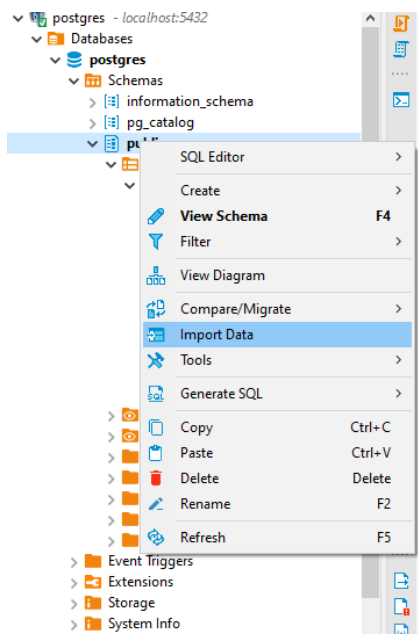 postgres - localhost:5432
Databases
postgres
Schemas
information_schema
pg_catalog
SQL Editor
Create
View Schema F4
Filter
View Diagram
Compare/Migrate
Import Data
Tools
Generate SQL
Copy Ctrl+C
Paste Ctrl+V
Delete Delete
Rename F2
Refresh F5
Event Triggers
Extensions
Storage
System Info